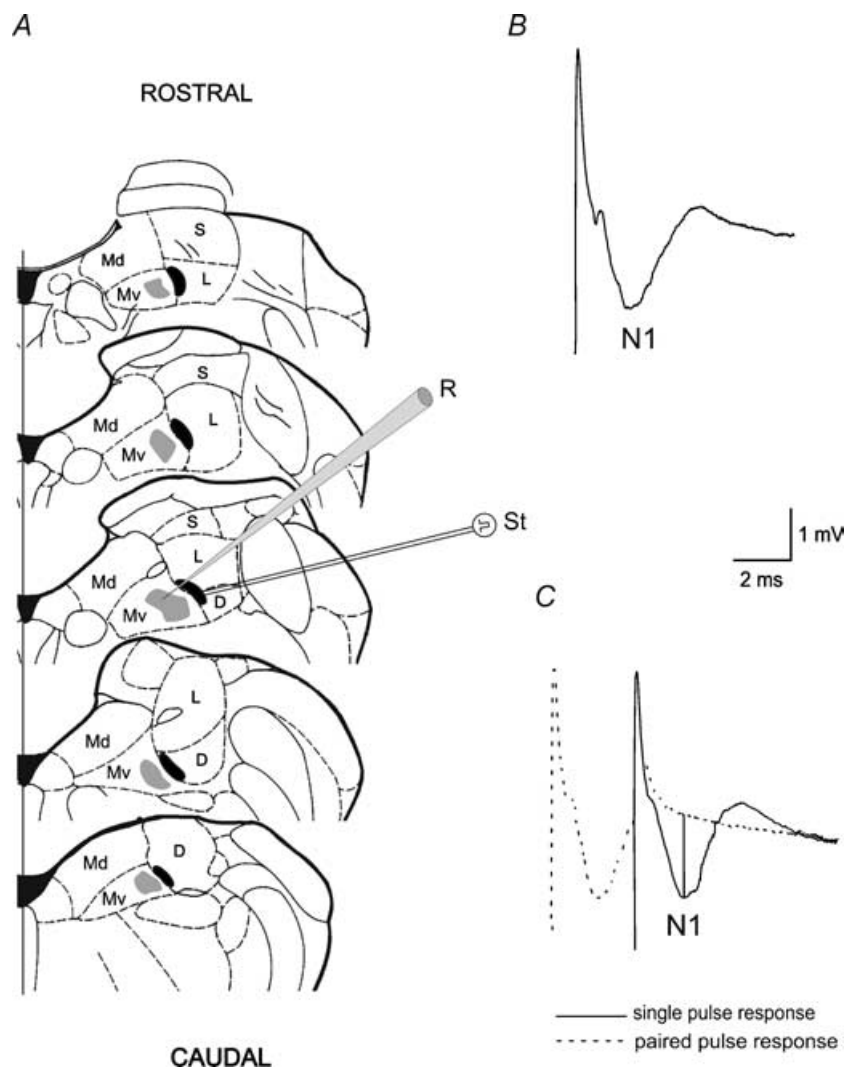 A
ROSTRAL
S
Md
L
Mv
S
Md
L
Mv
R
St
S
L
Md
D
Mv
L
Md
D
Mv
D
Md
Mv
CAUDAL
B
N1
1 mV
2 ms
C
N1
single pulse response
paired pulse response